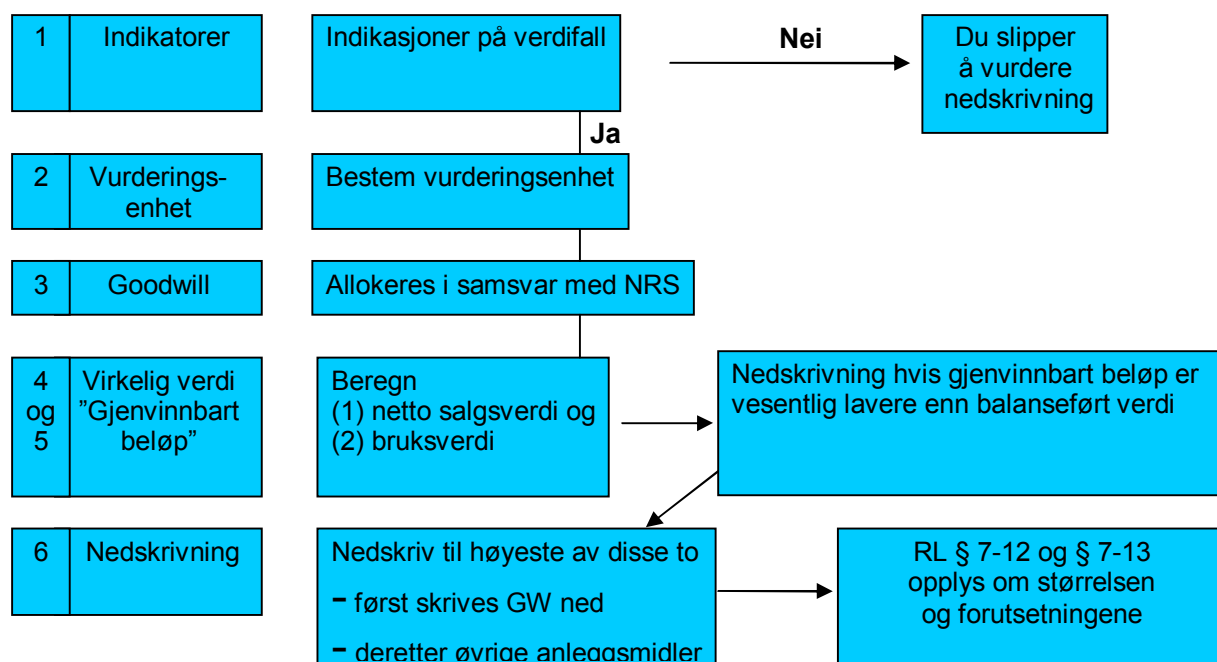 1 Indikatorer
Indikasjoner på verdifall
Nei
Du slipper
å vurdere
nedskrivning
Ja
2 Vurderings-
enhet
Bestem vurderingsenhet
3 Goodwill
Allokeres i samsvar med NRS
4
og
5
Virkelig verdi
”Gjenvinnbart
beløp”
Beregn
(1) netto salgsverdi og
(2) bruksverdi
Nedskrivning hvis gjenvinnbart beløp er
vesentlig lavere enn balanseført verdi
6 Nedskrivning
Nedskriv til høyeste av disse to
- først skrives GW ned
- deretter øvrige anleggsmidler
RL § 7-12 og § 7-13
opplys om størrelsen
og forutsetningene